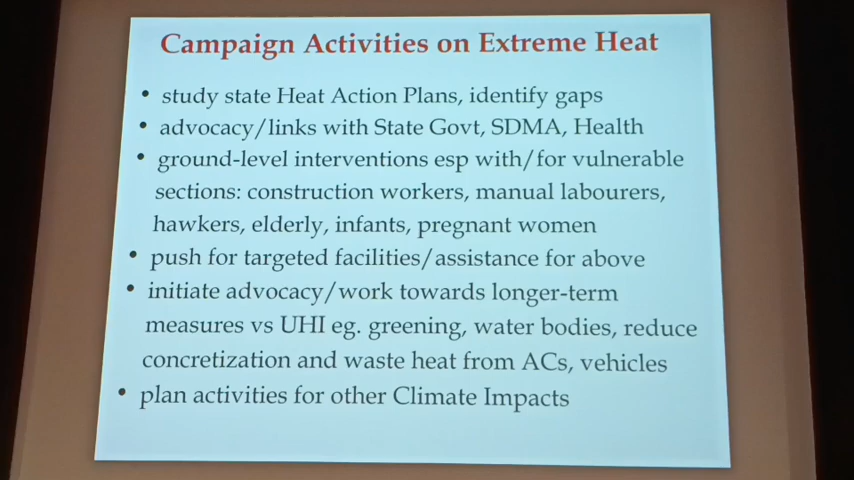 Campaign Activities on Extreme Heat
• study state Heat Action Plans, identify gaps
• advocacy/links with State Govt, SDMA, Health
• ground-level interventions esp with/for vulnerable
sections: construction workers, manual labourers,
hawkers, elderly, infants, pregnant women
• push for targeted facilities/assistance for above
• initiate advocacy/work towards longer-term
measures vs UHI eg. greening, water bodies, reduce
concretization and waste heat from ACs, vehicles
• plan activities for other Climate Impacts